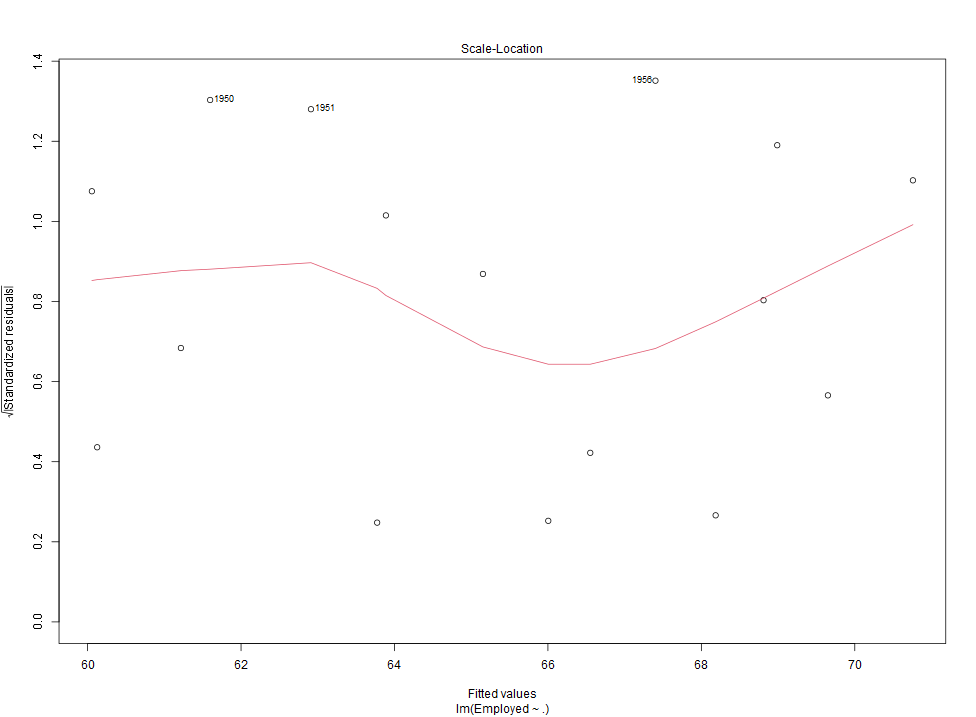 Scale-Location
√|Standardized residuals|
1.4
1.2
1.0
0.8
0.6
0.4
0.2
0.0
1950
1951
1956
60 62 64 66 68 70
Fitted values
lm(Employed ~ .)